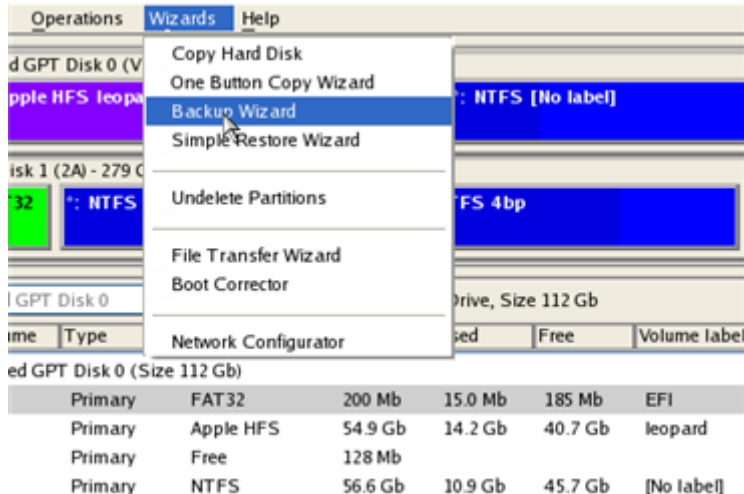 Operations Wizards Help
d GPT Disk 0 (V
Copy Hard Disk
One Button Copy Wizard
pple HFS leopa
*: NTFS [No label]
Backup Wizard
Simple Restore Wizard
isk 1 (2A) - 279 G
Undelete Partitions
32 *: NTFS
TFS 4bp
File Transfer Wizard
Boot Corrector
GPT Disk 0
Drive, Size 112 Gb
me Type sed Free Volume label
Network Configurator
ed GPT Disk 0 (Size 112 Gb)
Primary FAT32 200 Mb 15.0 Mb 185 Mb EFI
Primary Apple HFS 54.9 Gb 14.2 Gb 40.7 Gb leopard
Primary Free 128 Mb
Primary NTFS 56.6 Gb 10.9 Gb 45.7 Gb [No label]